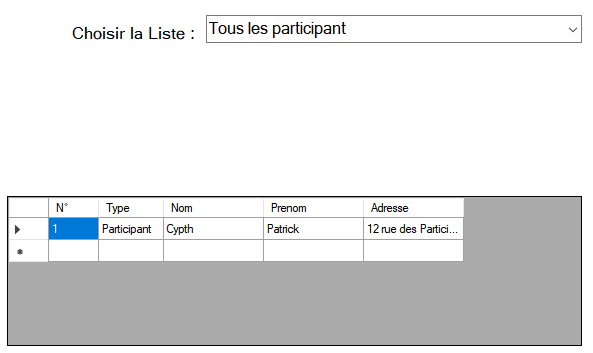 Choisir la Liste : Tous les participant
N° Type Nom Prenom Adresse
1 Participant Cypth Patrick 12 rue des Partici...